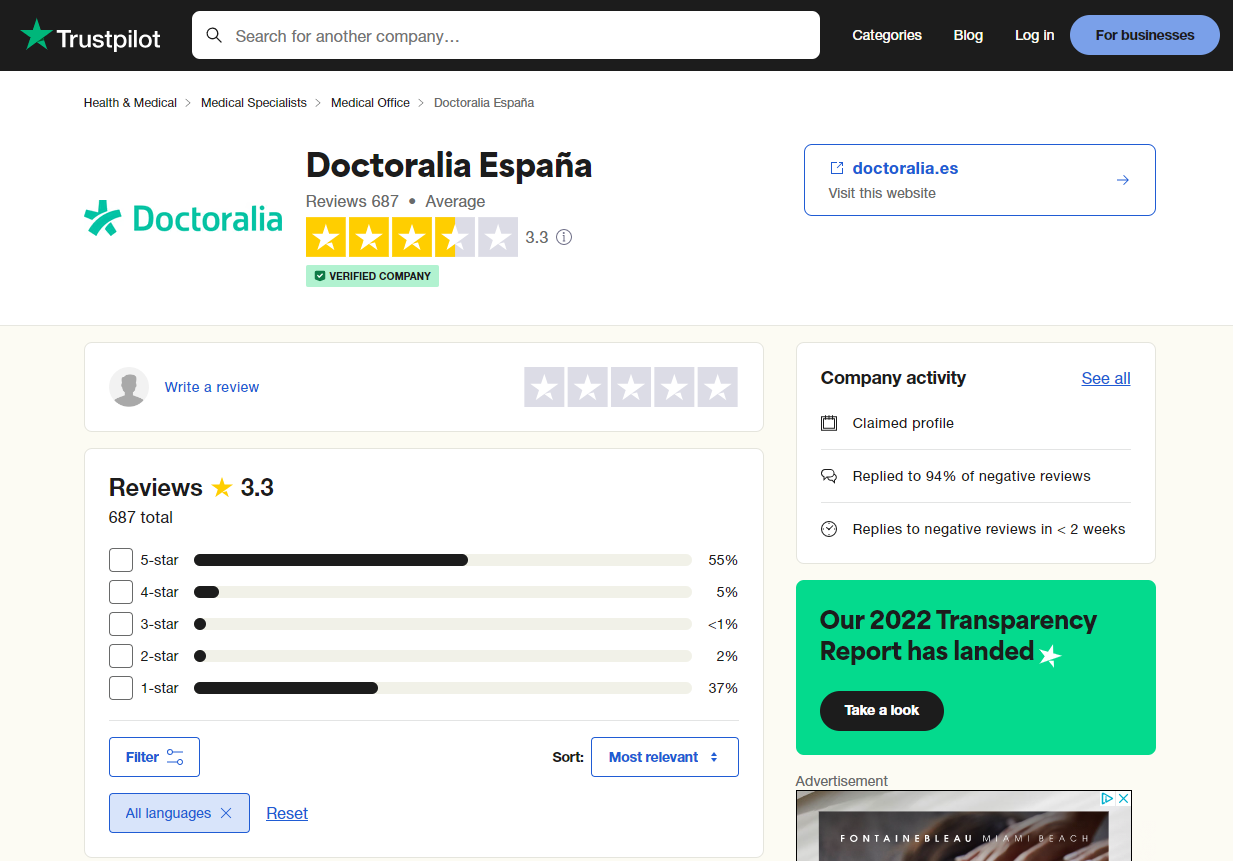 Trustpilot
Search for another company...
Categories
Blog
Log in
For businesses
Health & Medical > Medical Specialists > Medical Office > Doctoralia España
Doctoralia
Doctoralia España
Reviews 687 • Average
3.3
VERIFIED COMPANY
doctoralia.es
Visit this website
Write a review
Reviews 3.3
687 total
5-star 55%
4-star 5%
3-star <1%
2-star 2%
1-star 37%
Filter
Sort: Most relevant
All languages
Reset
Company activity
See all
Claimed profile
Replied to 94% of negative reviews
Replies to negative reviews in < 2 weeks
Our 2022 Transparency
Report has landed
Take a look
Advertisement
FONTAINEBLEAU MIAMI BEACH